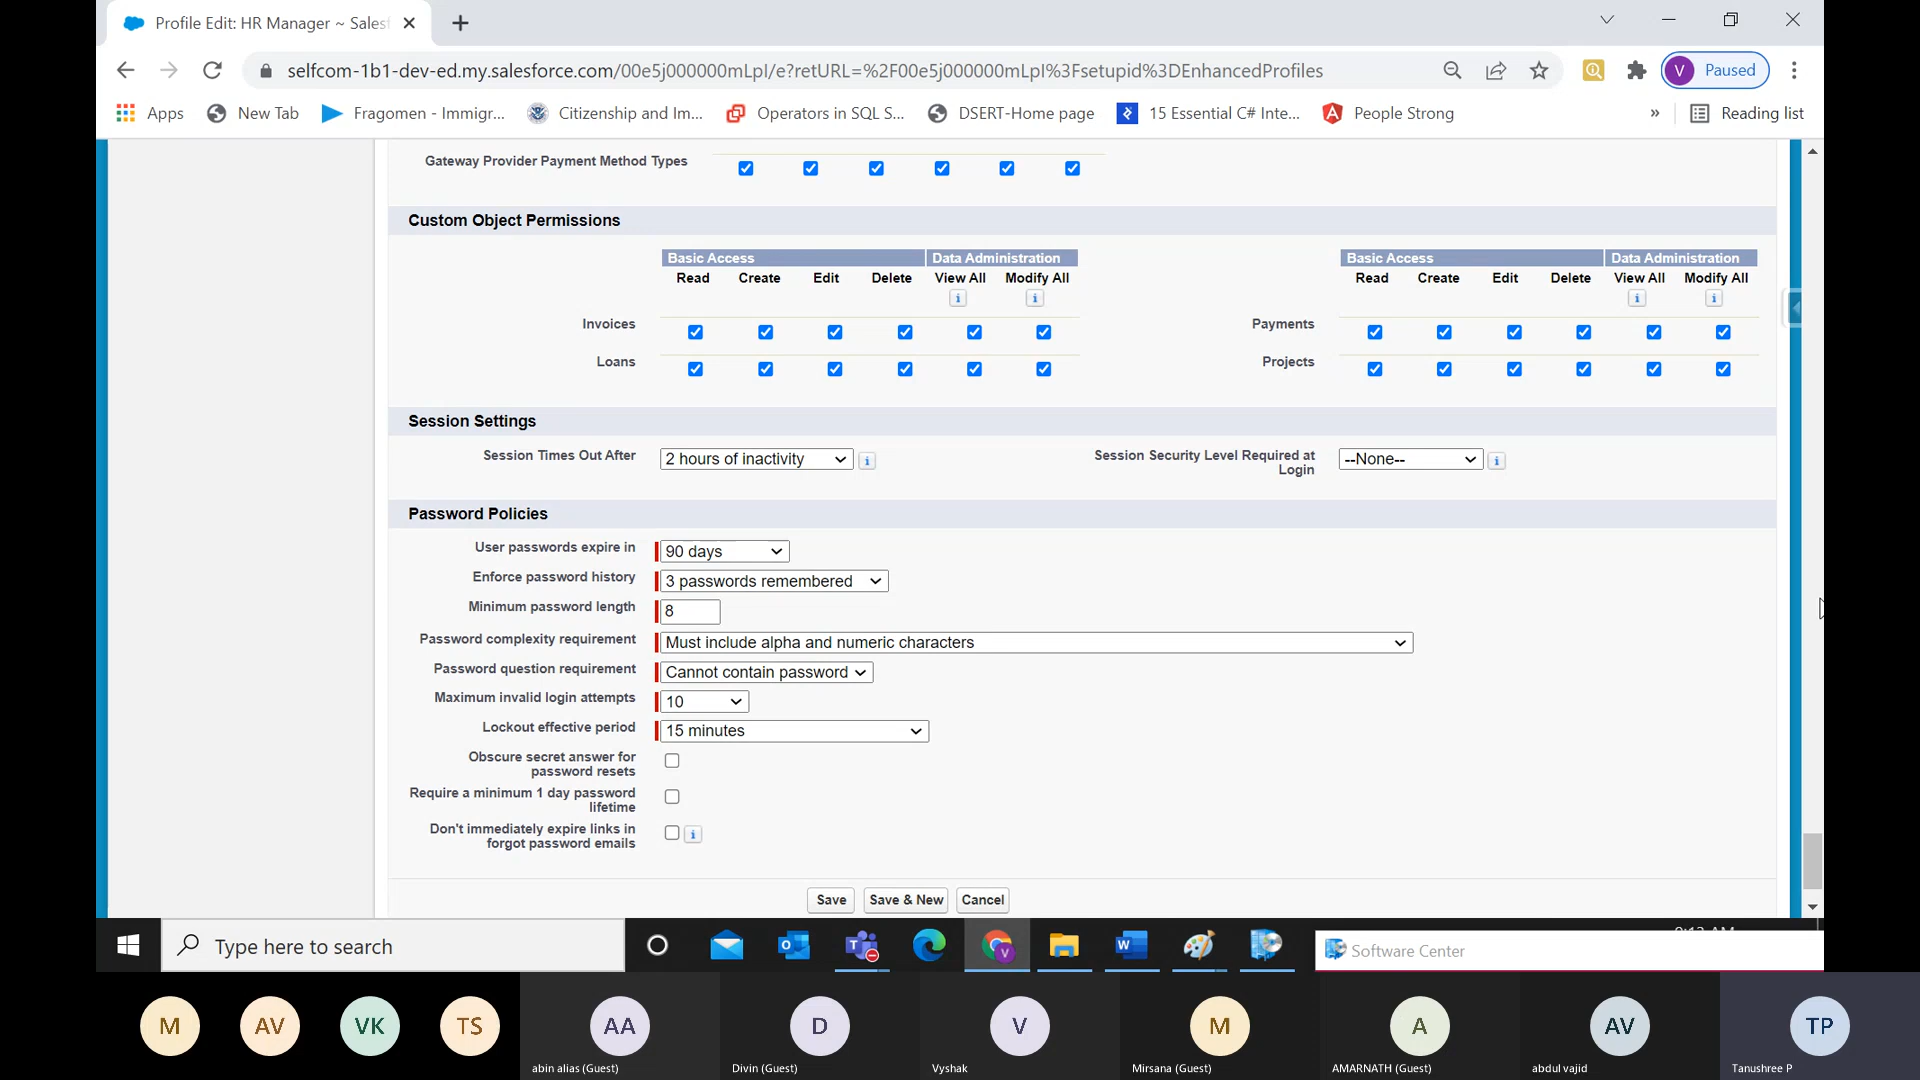 Profile Edit: HR Manager ~ Sales
selfcom-1b1-dev-ed.my.salesforce.com/00e5j000000mLpI/e?retURL=%2F00e5j000000mLpI%3Fsetupid%3DEnhancedProfiles
V Paused
Apps New Tab Fragomen - Immigr... Citizenship and Im... Operators in SQL S... DSERT-Home page 15 Essential C# Inte... People Strong » Reading list
Gateway Provider Payment Method Types
Custom Object Permissions
Basic Access Data Administration Basic Access Data Administration
Read Create Edit Delete View All Modify All Read Create Edit Delete View All Modify All
Invoices Payments
Loans Projects
Session Settings
Session Times Out After 2 hours of inactivity Session Security Level Required at
Login --None--
Password Policies
User passwords expire in 90 days
Enforce password history 3 passwords remembered
Minimum password length 8
Password complexity requirement Must include alpha and numeric characters
Password question requirement Cannot contain password
Maximum invalid login attempts 10
Lockout effective period 15 minutes
Obscure secret answer for
password resets
Require a minimum 1 day password
lifetime
Don't immediately expire links in
forgot password emails
Save Save & New Cancel
Type here to search
Software Center
M AV VK TS AA D V M A AV TP
abin alias (Guest) Divin (Guest) Vyshak Mirsana (Guest) AMARNATH (Guest) abdul vajid Tanushree P